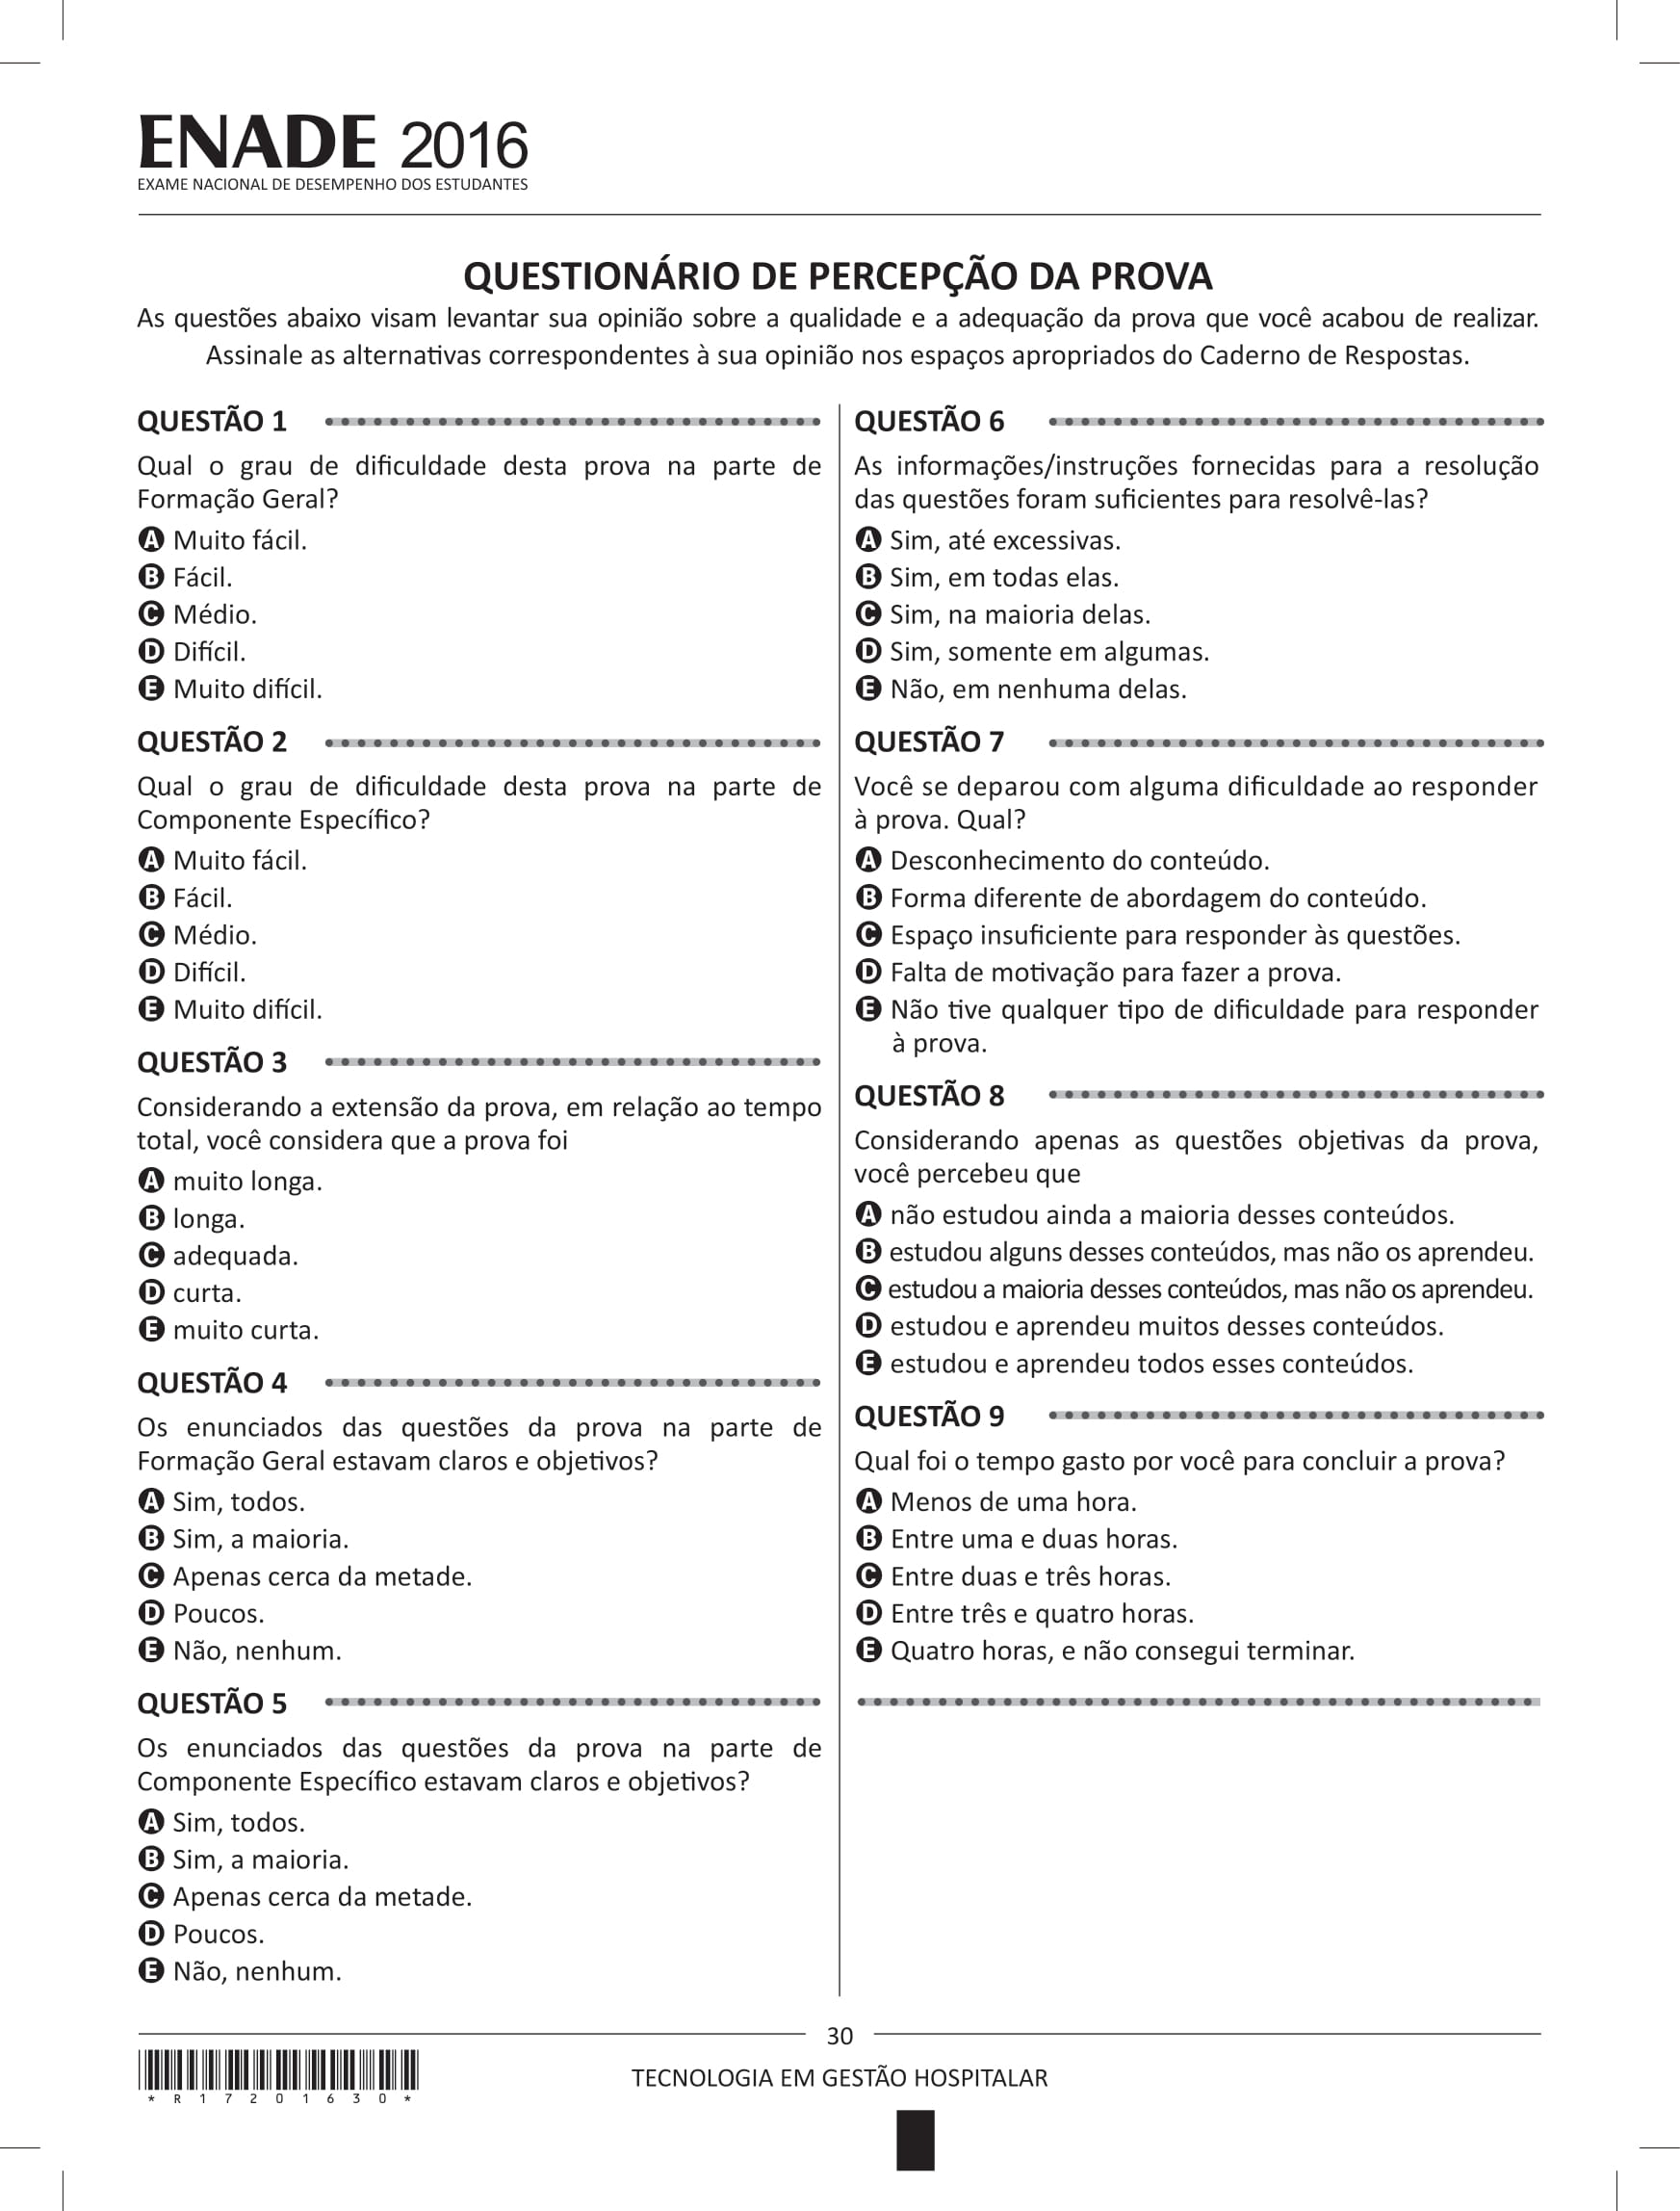 ENADE 2016
EXAME NACIONAL DE DESEMPENHO DOS ESTUDANTES
QUESTIONÁRIO DE PERCEPÇÃO DA PROVA
As questões abaixo visam levantar sua opinião sobre a qualidade e a adequação da prova que você acabou de realizar.
Assinale as alternativas correspondentes à sua opinião nos espaços apropriados do Caderno de Respostas.
QUESTÃO 1
Qual o grau de dificuldade desta prova na parte de
Formação Geral?
A Muito fácil.
B Fácil.
C Médio.
D Difícil.
E Muito difícil.
QUESTÃO 2
Qual o grau de dificuldade desta prova na parte de
Componente Específico?
A Muito fácil.
B Fácil.
C Médio.
D Difícil.
E Muito difícil.
QUESTÃO 3
Considerando a extensão da prova, em relação ao tempo
total, você considera que a prova foi
A muito longa.
B longa.
C adequada.
D curta.
E muito curta.
QUESTÃO 4
Os enunciados das questões da prova na parte de
Formação Geral estavam claros e objetivos?
A Sim, todos.
B Sim, a maioria.
C Apenas cerca da metade.
D Poucos.
E Não, nenhum.
QUESTÃO 5
Os enunciados das questões da prova na parte de
Componente Específico estavam claros e objetivos?
A Sim, todos.
B Sim, a maioria.
C Apenas cerca da metade.
D Poucos.
E Não, nenhum.
QUESTÃO 6
As informações/instruções fornecidas para a resolução
das questões foram suficientes para resolvê-las?
A Sim, até excessivas.
B Sim, em todas elas.
C Sim, na maioria delas.
D Sim, somente em algumas.
E Não, em nenhuma delas.
QUESTÃO 7
Você se deparou com alguma dificuldade ao responder
à prova. Qual?
A Desconhecimento do conteúdo.
B Forma diferente de abordagem do conteúdo.
C Espaço insuficiente para responder às questões.
D Falta de motivação para fazer a prova.
E Não tive qualquer tipo de dificuldade para responder
à prova.
QUESTÃO 8
Considerando apenas as questões objetivas da prova,
você percebeu que
A não estudou ainda a maioria desses conteúdos.
B estudou alguns desses conteúdos, mas não os aprendeu.
C estudou a maioria desses conteúdos, mas não os aprendeu.
D estudou e aprendeu muitos desses conteúdos.
E estudou e aprendeu todos esses conteúdos.
QUESTÃO 9
Qual foi o tempo gasto por você para concluir a prova?
A Menos de uma hora.
B Entre uma e duas horas.
C Entre duas e três horas.
D Entre três e quatro horas.
E Quatro horas, e não consegui terminar.
30
TECNOLOGIA EM GESTÃO HOSPITALAR
* R 1 7 2 0 1 6 3 0 *